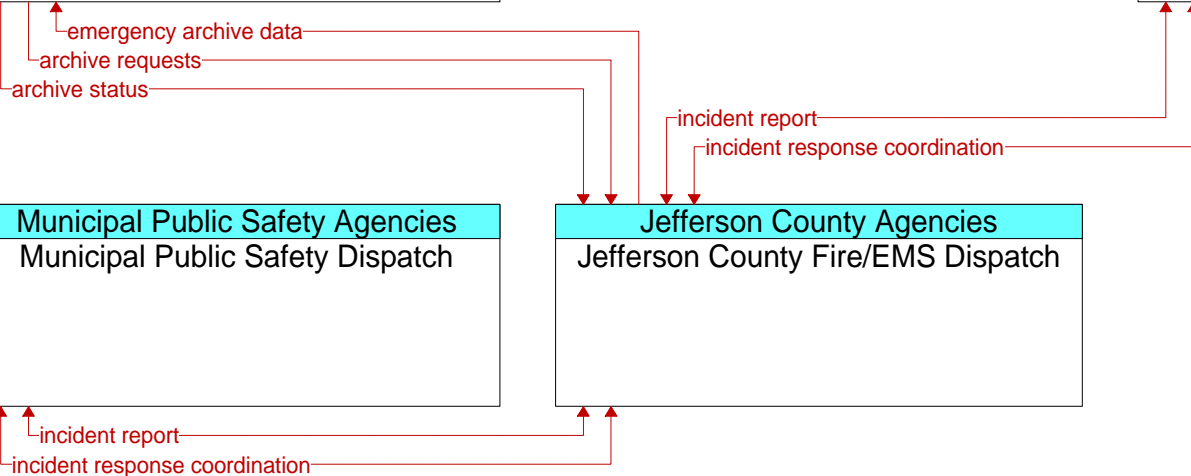 emergency archive data
archive requests
archive status
incident report
incident response coordination
Municipal Public Safety Agencies
Municipal Public Safety Dispatch
Jefferson County Agencies
Jefferson County Fire/EMS Dispatch
incident report
incident response coordination